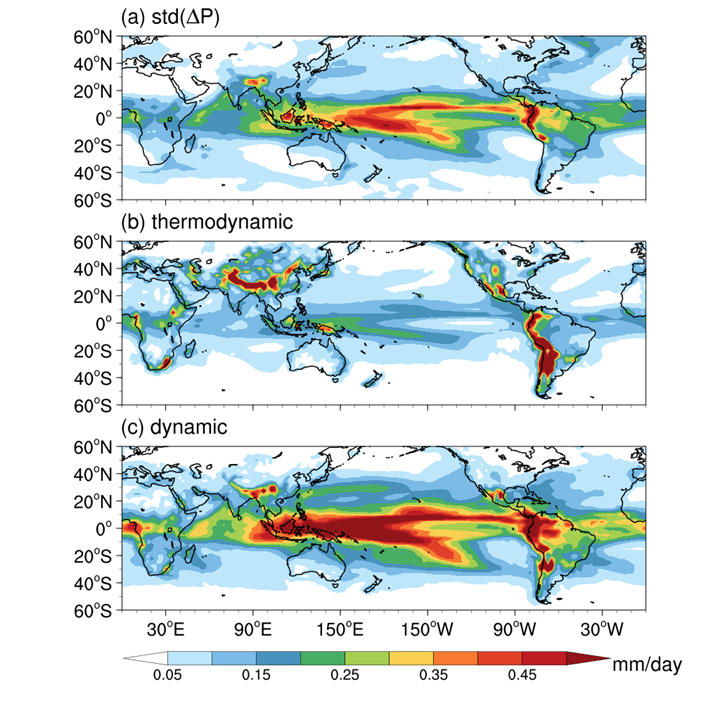 (a) std(ΔP)
60°N
40°N
20°N
0°
20°S
40°S
60°S
(b) thermodynamic
60°N
40°N
20°N
0°
20°S
40°S
60°S
(c) dynamic
60°N
40°N
20°N
0°
20°S
40°S
60°S
30°E 90°E 150°E 150°W 90°W 30°W
0.05 0.15 0.25 0.35 0.45 mm/day